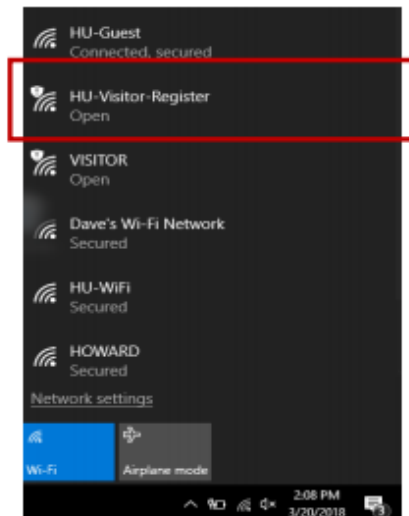 HU-Guest
Connected, secured
HU-Visitor-Register
Open
VISITOR
Open
Dave's Wi-Fi Network
Secured
HU-WiFi
Secured
HOWARD
Secured
Network settings
Wi-Fi
Airplane mode
2:08 PM
3/20/2018
3